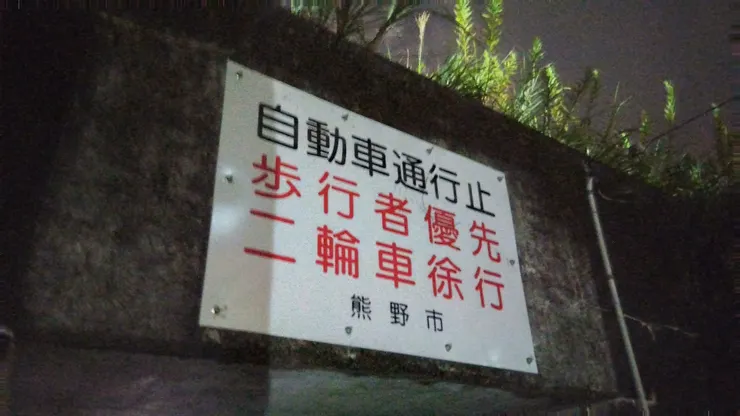 自動車通行止
歩行者優先
二輪車徐行
熊野市